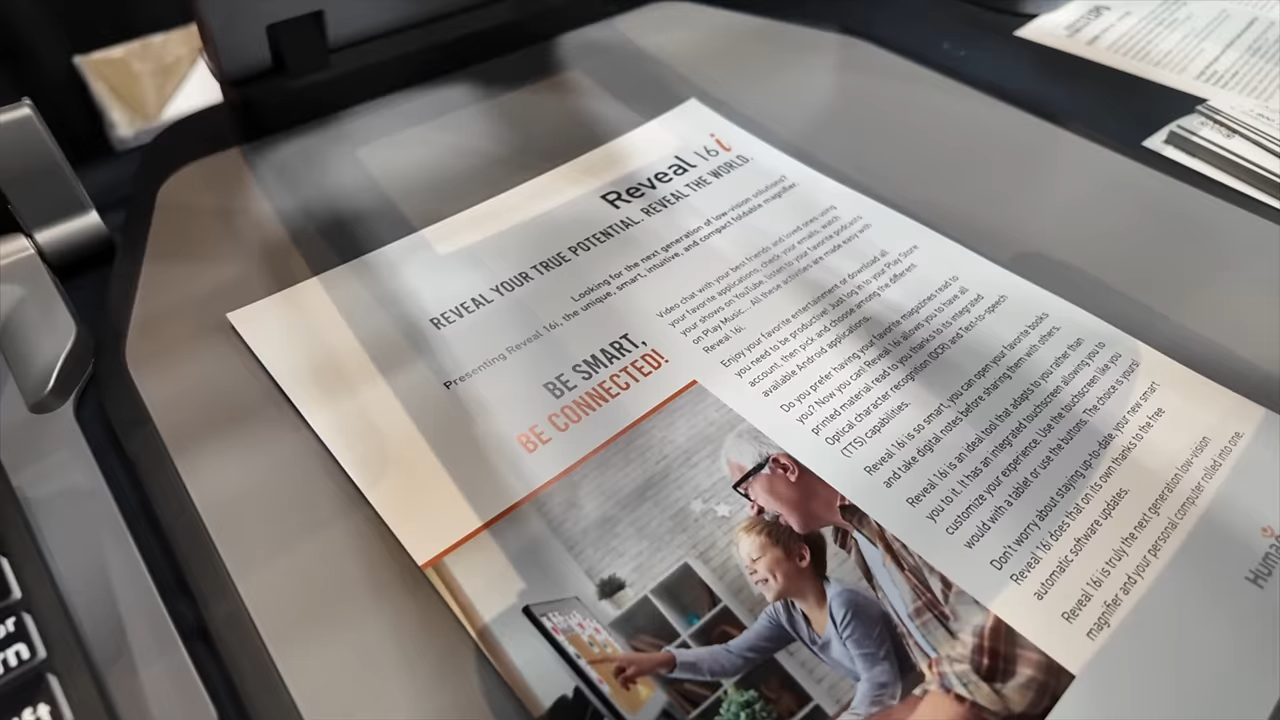 Reveal 16i
REVEAL YOUR TRUE POTENTIAL. REVEAL THE WORLD.
Looking for the next generation of low-vision solutions?
Presenting Reveal 16i, the unique, smart, intuitive, and compact foldable magnifier.
BE SMART,
BE CONNECTED!
Video chat with your best friends and loved ones using
your favorite applications, check your emails, watch
your shows on YouTube, listen to your favorite podcasts
on Play Music... All these activities are made easy with
Reveal 16i.
Enjoy your favorite entertainment or download all
you need to be productive! Just log in to your Play Store
account, then pick and choose among the different
available Android applications.
Do you prefer having your favorite magazines read to
you? Now you can! Reveal 16i allows you to have all
printed material read to you thanks to its integrated
Optical character recognition (OCR) and Text-to-speech
(TTS) capabilities.
Reveal 16i is so smart, you can open your favorite books
and take digital notes before sharing them with others.
Reveal 16i is an ideal tool that adapts to you rather than
you to it. It has an integrated touchscreen allowing you to
customize your experience. Use the touchscreen like you
would with a tablet or use the buttons. The choice is yours!
Don't worry about staying up-to-date, your new smart
Reveal 16i does that on its own thanks to the free
automatic software updates.
Reveal 16i is truly the next generation low-vision
magnifier and your personal computer rolled into one.